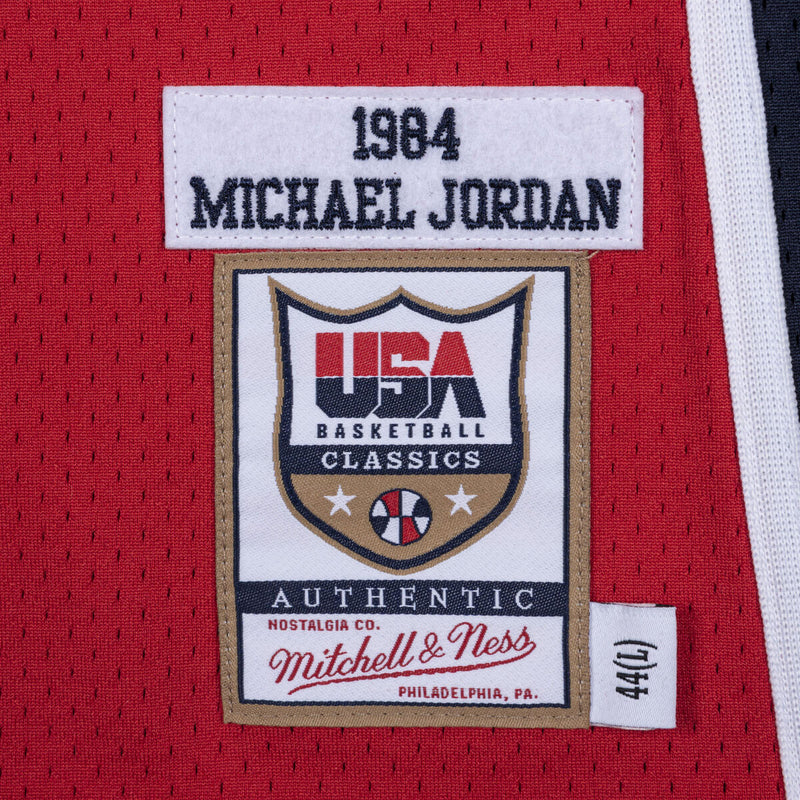 1984
MICHAEL JORDAN
USA
BASKETBALL
CLASSICS
AUTHENTIC
NOSTALGIA CO.
Mitchell & Ness
PHILADELPHIA, PA.
44(L)